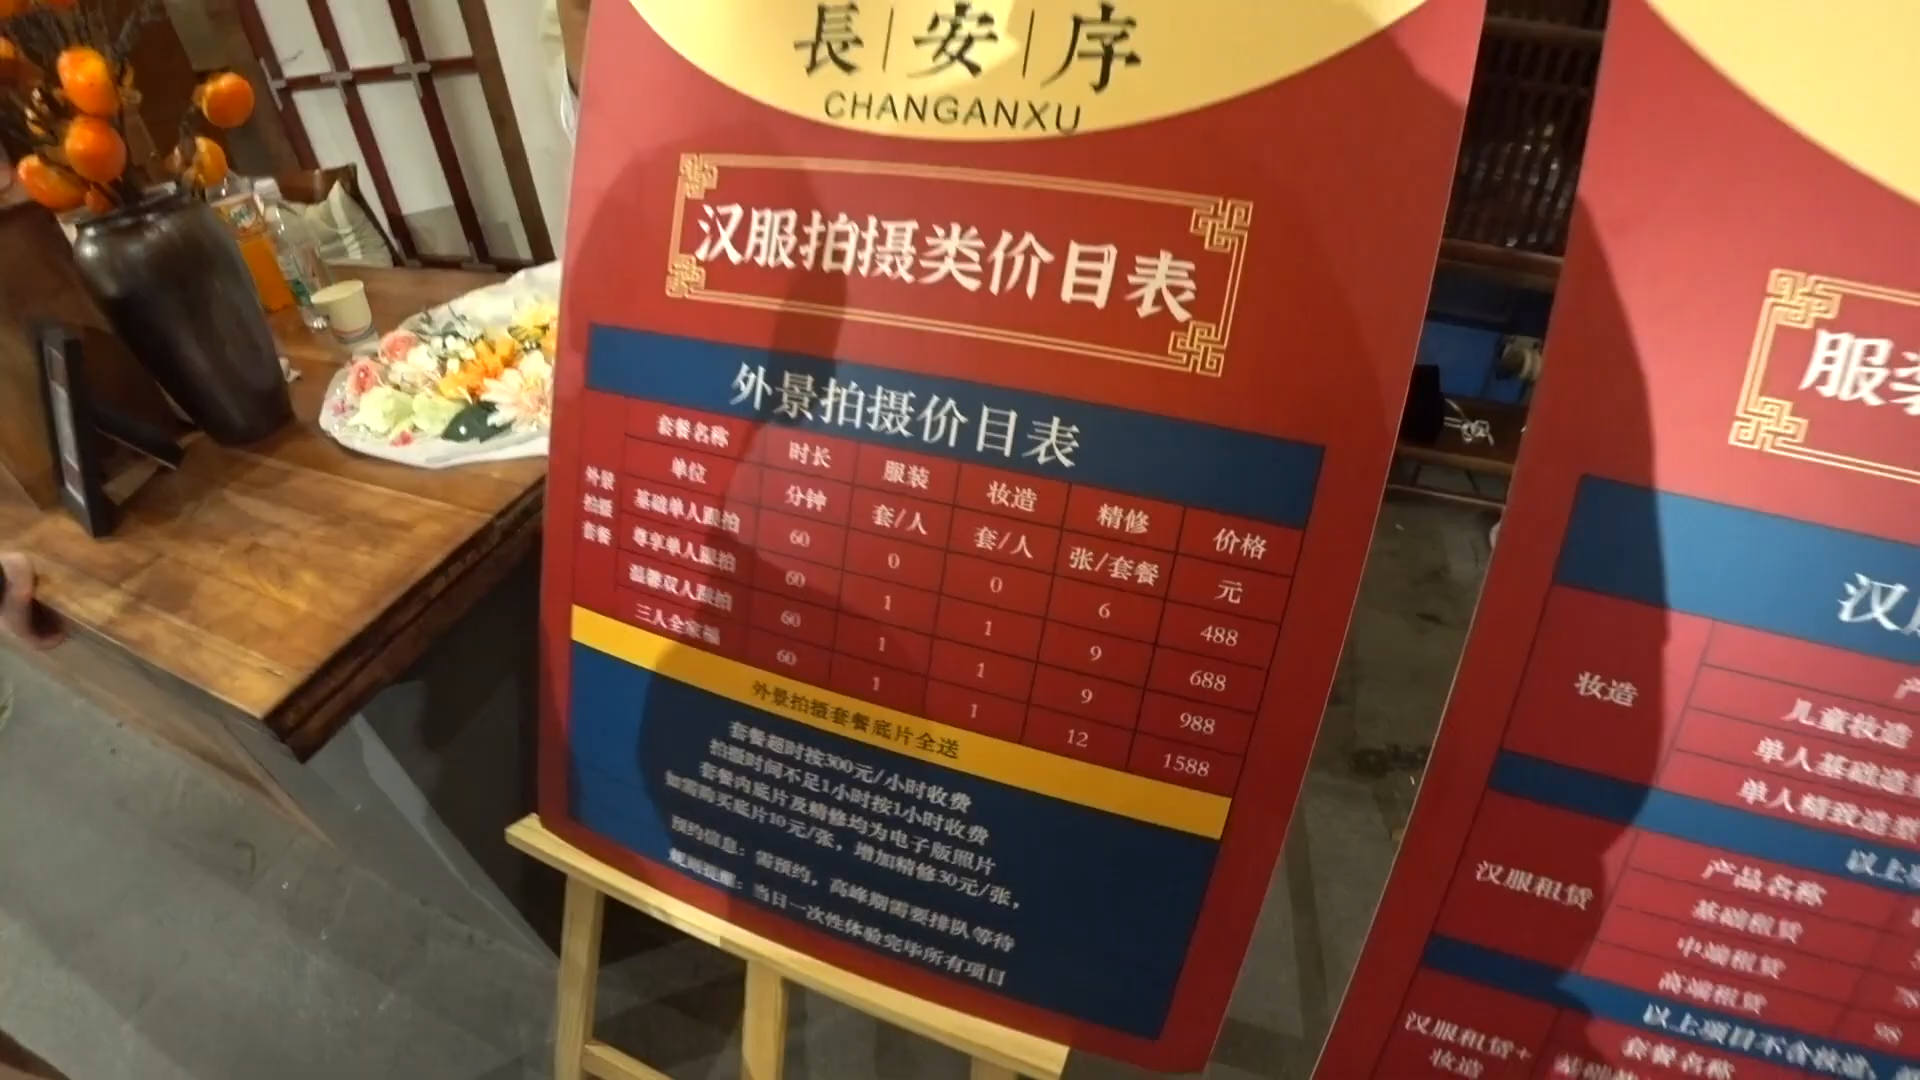 長|安|序
CHANGANXU
汉服拍摄类价目表
外景拍摄价目表
外景拍摄套餐
套餐名称 时长 服装 妆造 精修 价格
单位 分钟 套/人 套/人 张/套餐 元
基础单人跟拍 60 0 0 6 488
尊享单人跟拍 60 1 1 9 688
温馨双人跟拍 60 1 1 9 988
三人全家福 60 1 1 12 1588
外景拍摄套餐底片全送
套餐超时按300元/小时收费
拍摄时间不足1小时按1小时收费
套餐内底片及精修均为电子版照片
如需购买底片10元/张，增加精修30元/张，
预约信息：需预约，高峰期需要排队等待
规则提醒：当日一次性体验完毕所有项目
服装
汉服
妆造
儿童妆造
单人基础造型
单人精致造型
以上项
汉服租赁
产品名称
基础租赁
中端租赁
高端租赁
98
以上项目不含妆造，
汉服租赁+
妆造
套餐名称